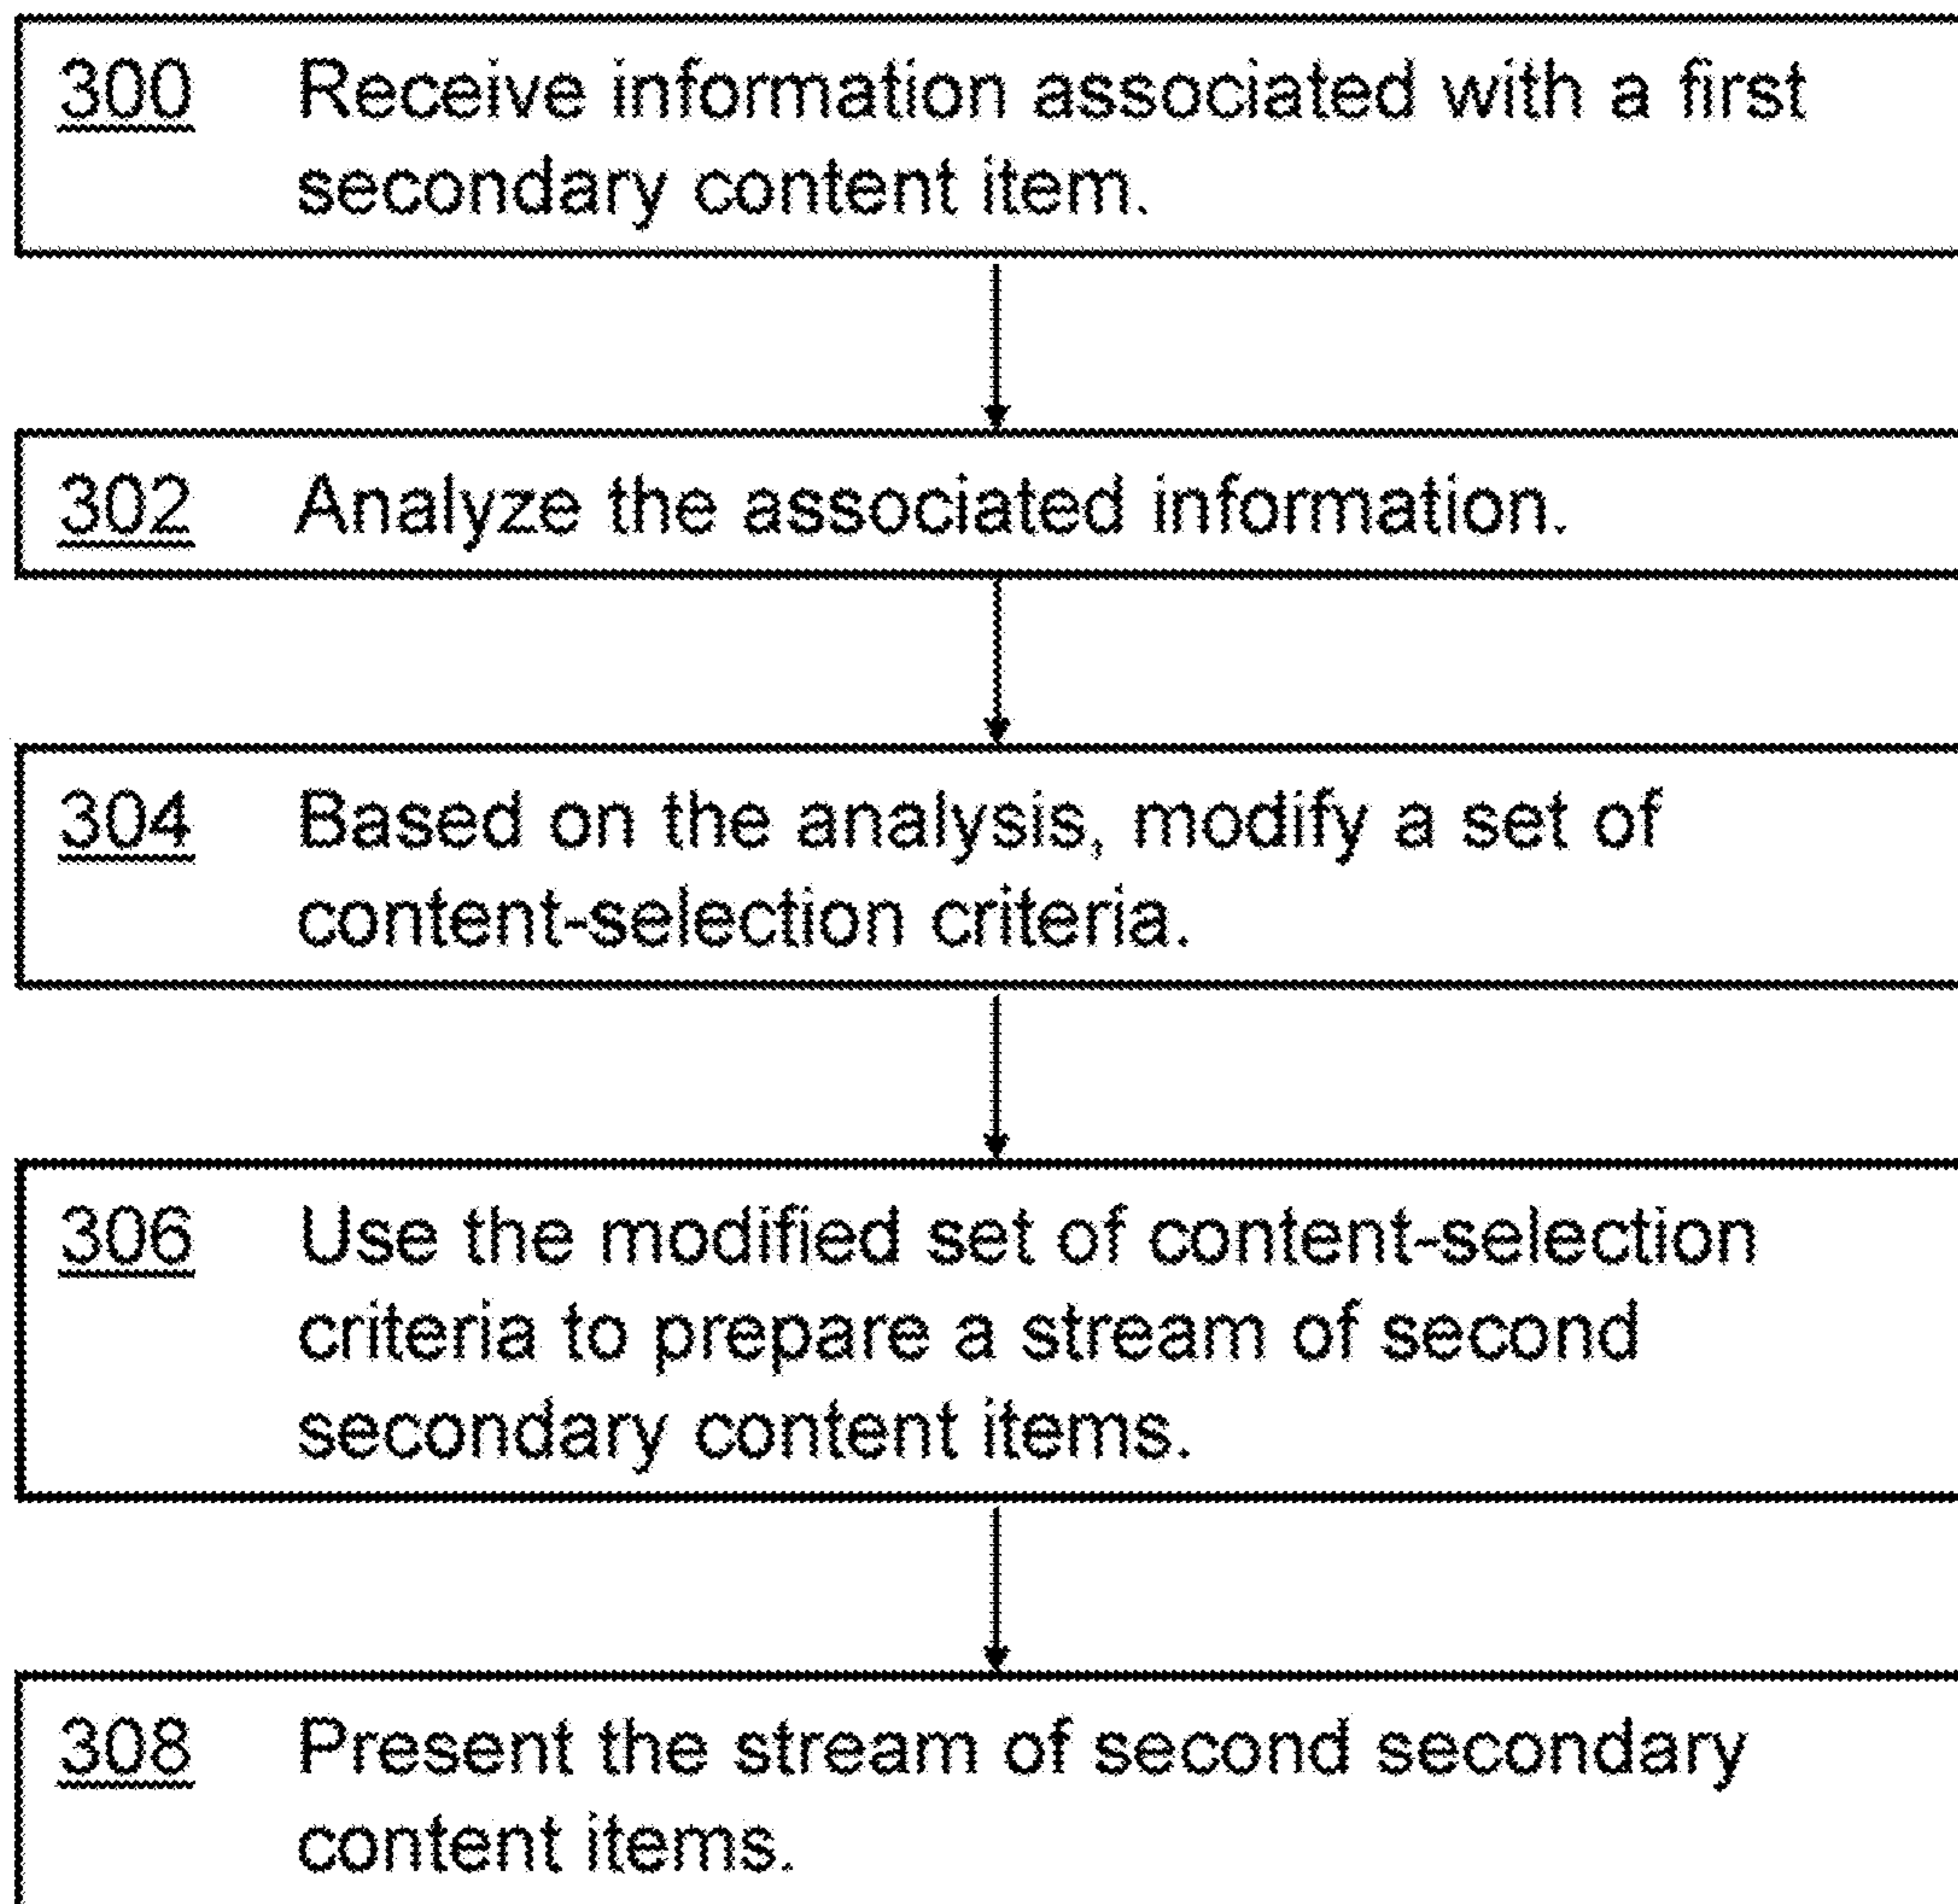 300 Receive information associated with a first
secondary content item.
302 Analyze the associated information.
304 Based on the analysis, modify a set of
content-selection criteria.
306 Use the modified set of content-selection
criteria to prepare a stream of second
secondary content items.
308 Present the stream of second secondary
content items.